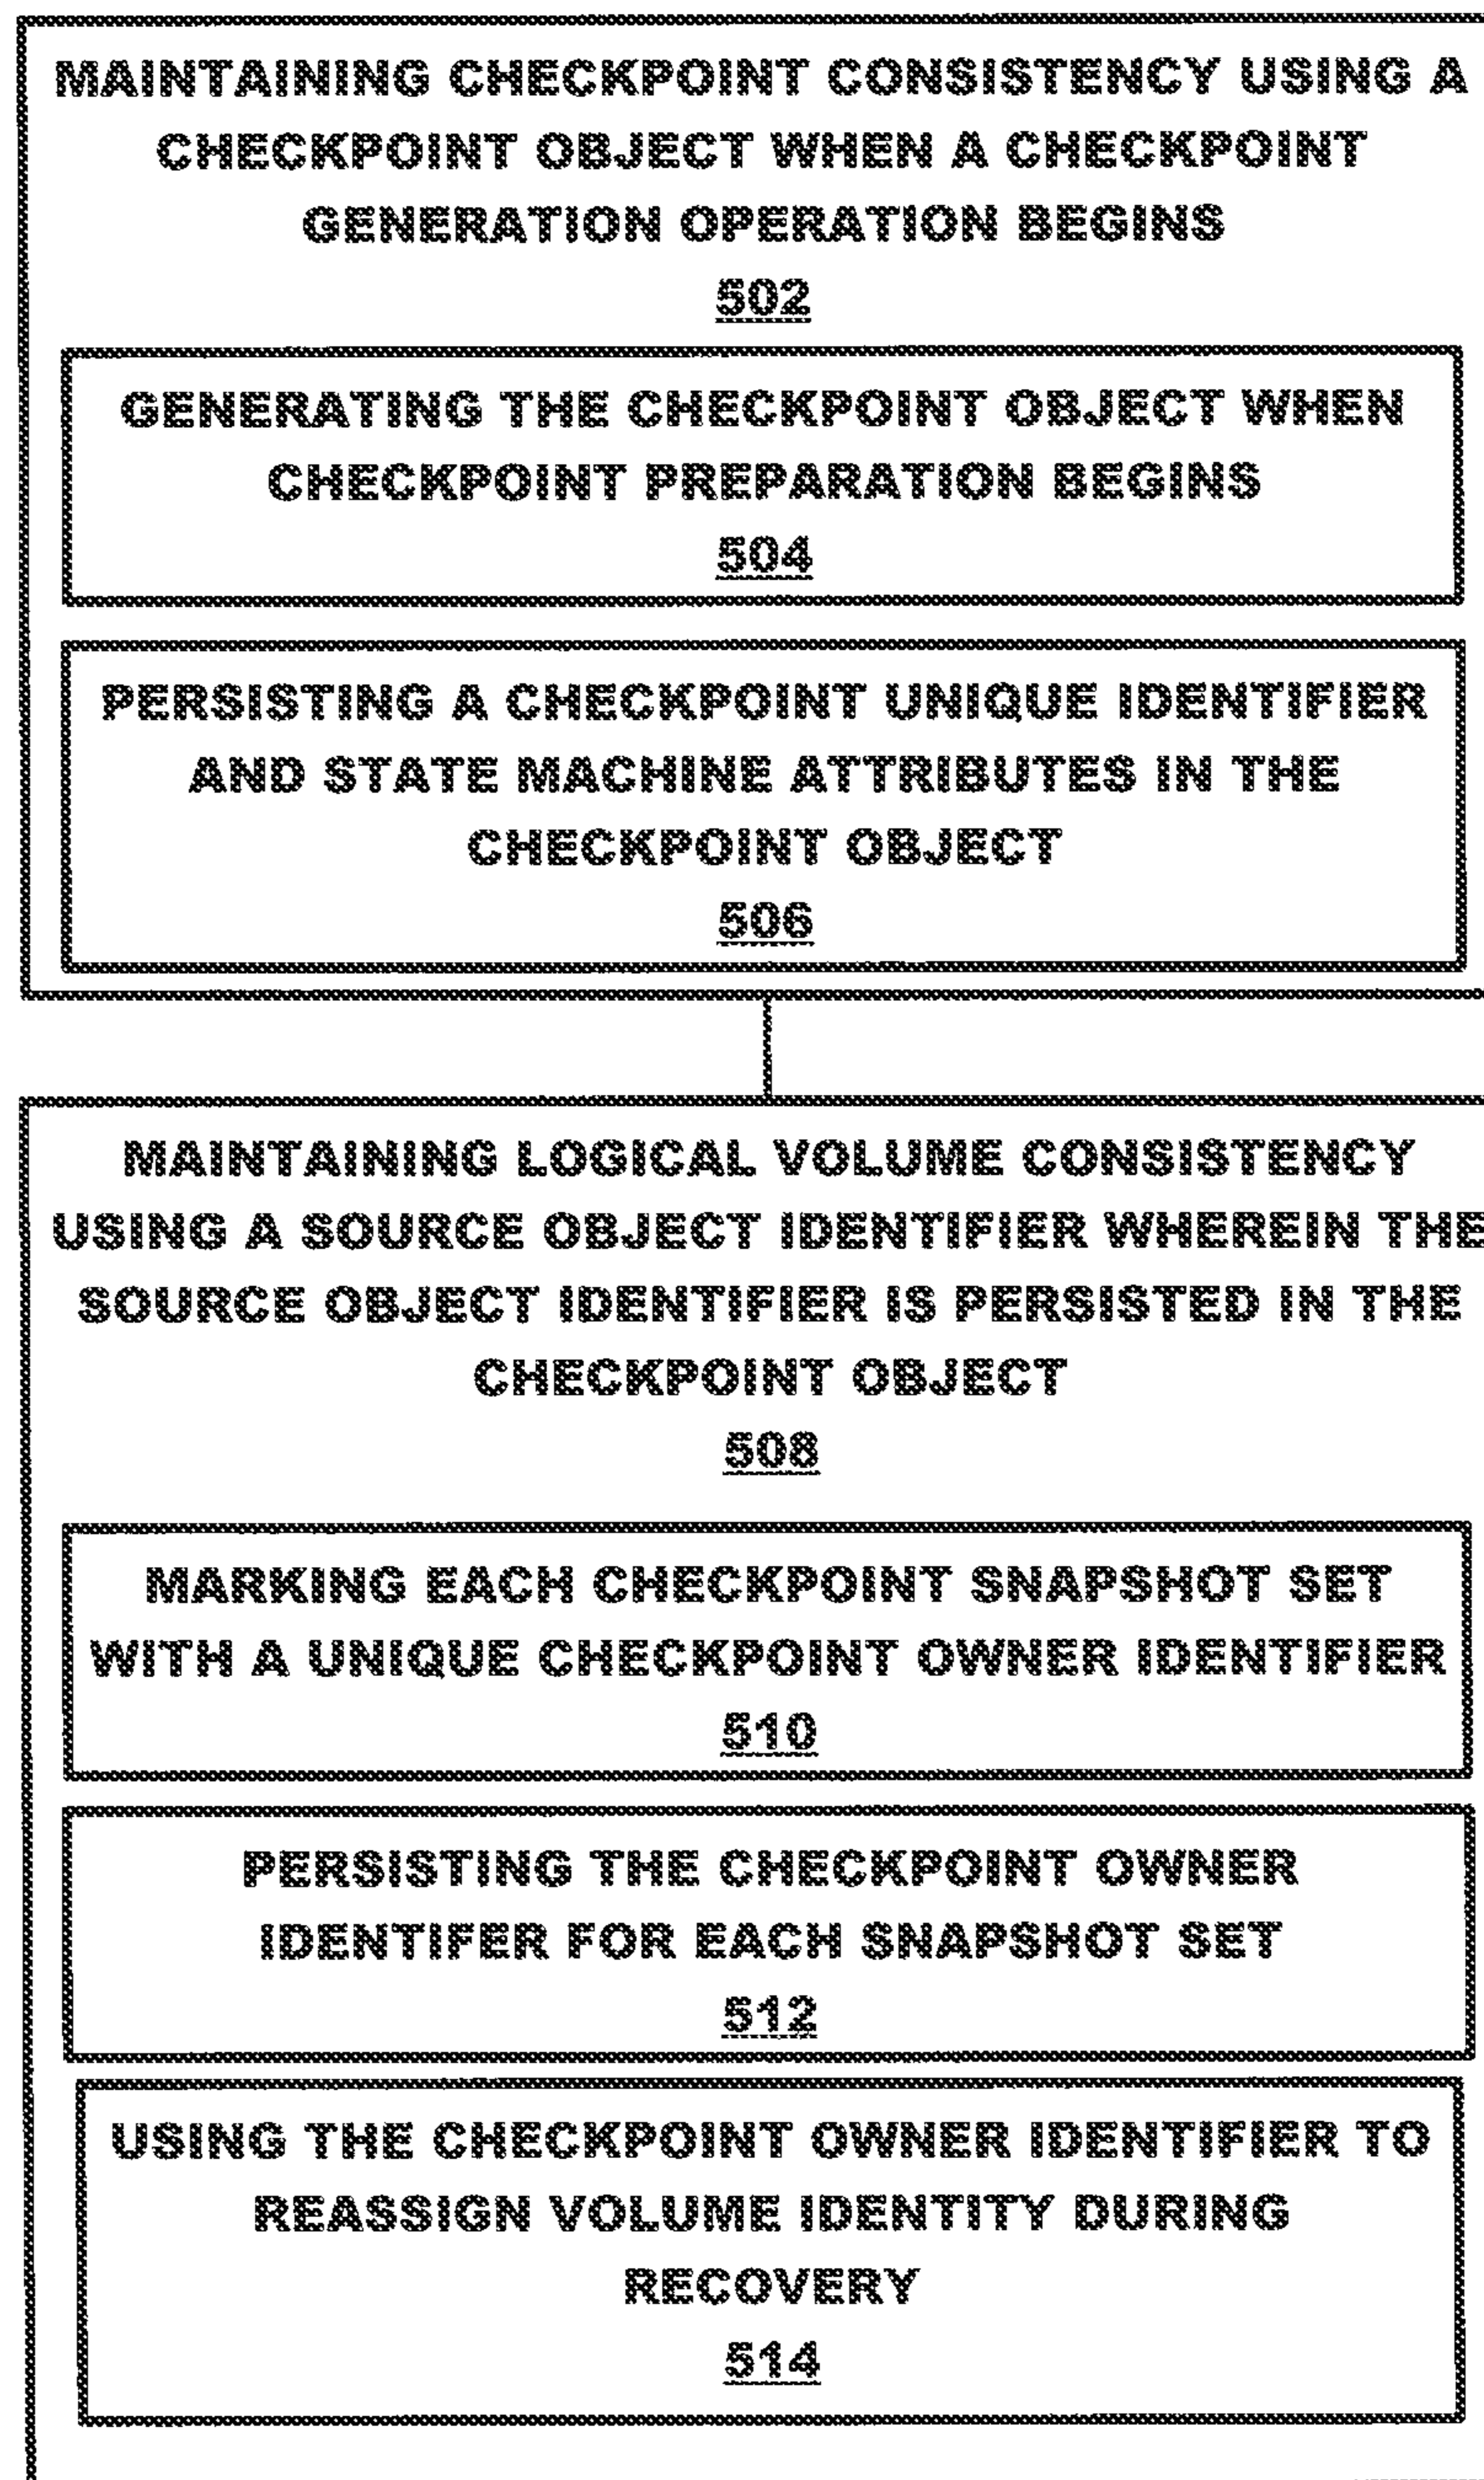 MAINTAINING CHECKPOINT CONSISTENCY USING A
CHECKPOINT OBJECT WHEN A CHECKPOINT
GENERATION OPERATION BEGINS
502
GENERATING THE CHECKPOINT OBJECT WHEN
CHECKPOINT PREPARATION BEGINS
504
PERSISTING A CHECKPOINT UNIQUE IDENTIFIER
AND STATE MACHINE ATTRIBUTES IN THE
CHECKPOINT OBJECT
506
MAINTAINING LOGICAL VOLUME CONSISTENCY
USING A SOURCE OBJECT IDENTIFIER WHEREIN THE
SOURCE OBJECT IDENTIFIER IS PERSISTED IN THE
CHECKPOINT OBJECT
508
MARKING EACH CHECKPOINT SNAPSHOT SET
WITH A UNIQUE CHECKPOINT OWNER IDENTIFIER
510
PERSISTING THE CHECKPOINT OWNER
IDENTIFER FOR EACH SNAPSHOT SET
512
USING THE CHECKPOINT OWNER IDENTIFIER TO
REASSIGN VOLUME IDENTITY DURING
RECOVERY
514